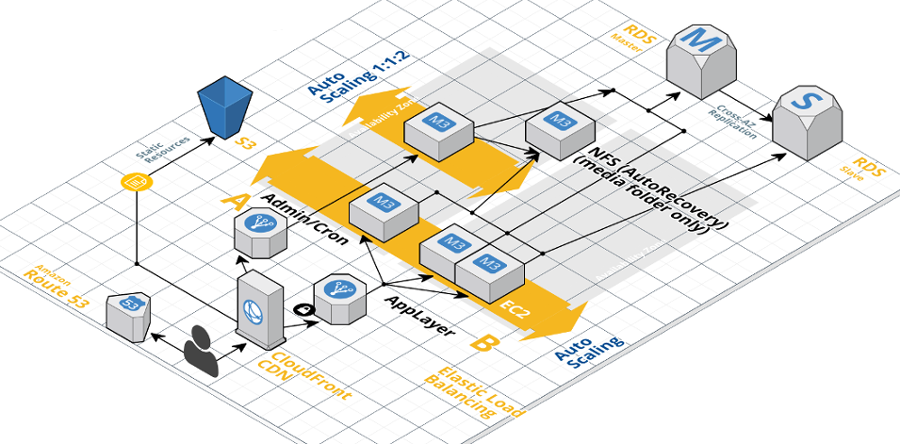 RDS
Master
M
Auto
Scaling 1:1:2
Availability Zone
S
M3
M3
Cross-AZ
Replication
Static
Resources
S3
RDS
Slave
NFS (AutoRecovery)
(media folder only)
A
Admin/Cron
M3
M3
M3
Availability Zone
Amazon
Route 53
53
EC2
AppLayer
B
Auto
Scaling
CloudFront
CDN
Elastic Load
Balancing